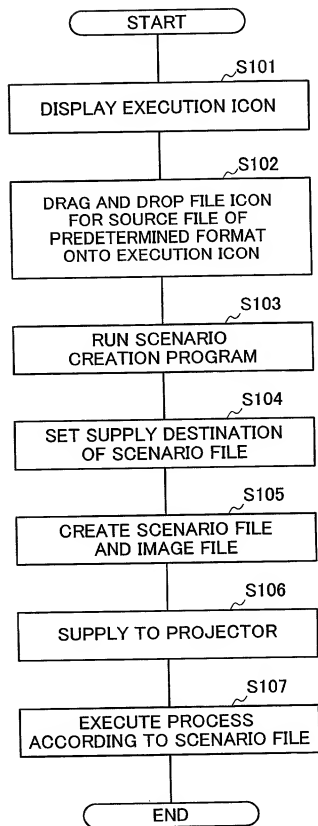 START
S101
DISPLAY EXECUTION ICON
S102
DRAG AND DROP FILE ICON
FOR SOURCE FILE OF
PREDETERMINED FORMAT
ONTO EXECUTION ICON
S103
RUN SCENARIO
CREATION PROGRAM
S104
SET SUPPLY DESTINATION
OF SCENARIO FILE
S105
CREATE SCENARIO FILE
AND IMAGE FILE
S106
SUPPLY TO PROJECTOR
S107
EXECUTE PROCESS
ACCORDING TO SCENARIO FILE
END